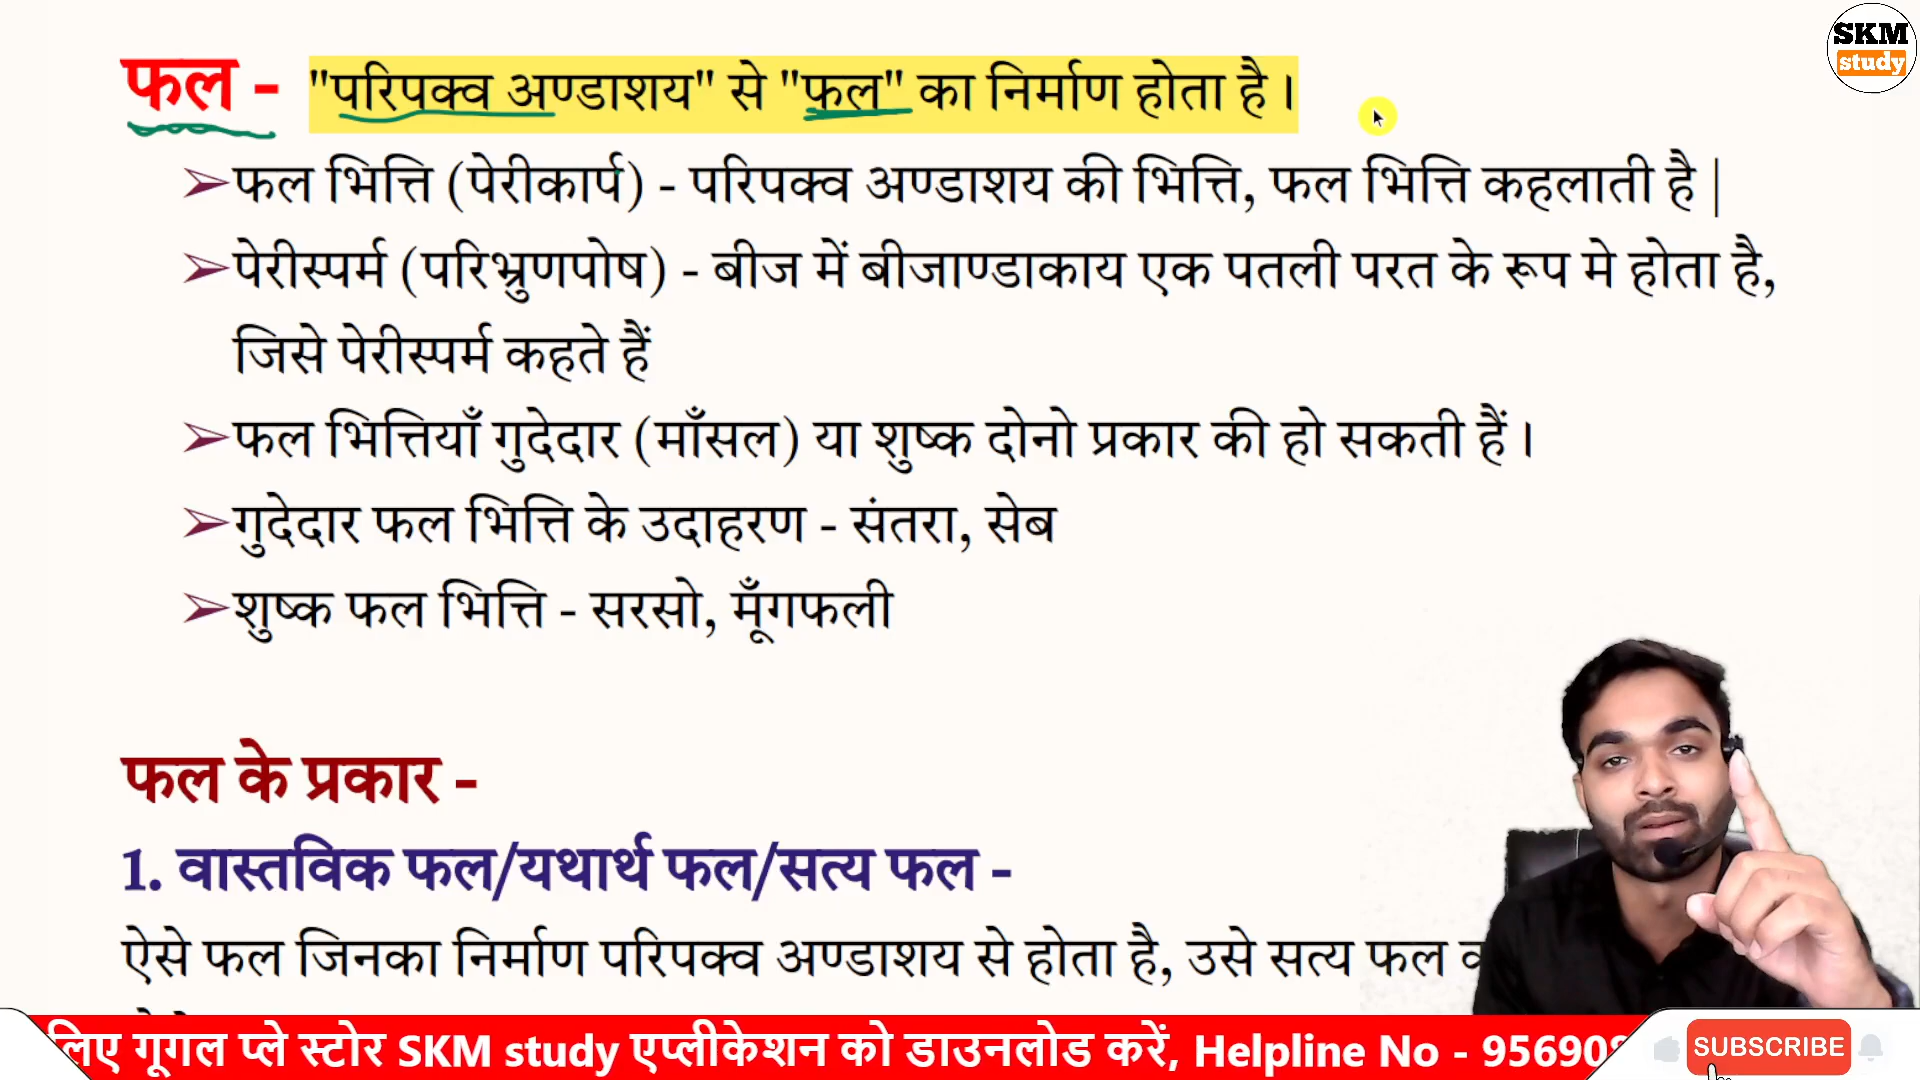 SKM
study
फल - "परिपक्व अण्डाशय" से "फल" का निर्माण होता है।
➢फल भित्ति (पेरीकार्प) - परिपक्व अण्डाशय की भित्ति, फल भित्ति कहलाती है |
➢पेरीस्पर्म (परिभ्रुणपोष) - बीज में बीजाण्डाकाय एक पतली परत के रूप मे होता है,
जिसे पेरीस्पर्म कहते हैं
➢फल भित्तियाँ गुदेदार (माँसल) या शुष्क दोनो प्रकार की हो सकती हैं।
➢गुदेदार फल भित्ति के उदाहरण - संतरा, सेब
➢शुष्क फल भित्ति - सरसो, मूँगफली
फल के प्रकार -
1. वास्तविक फल/यथार्थ फल/सत्य फल -
ऐसे फल जिनका निर्माण परिपक्व अण्डाशय से होता है, उसे सत्य फल
लिए गूगल प्ले स्टोर SKM study एप्लीकेशन को डाउनलोड करें, Helpline No - 95690
SUBSCRIBE